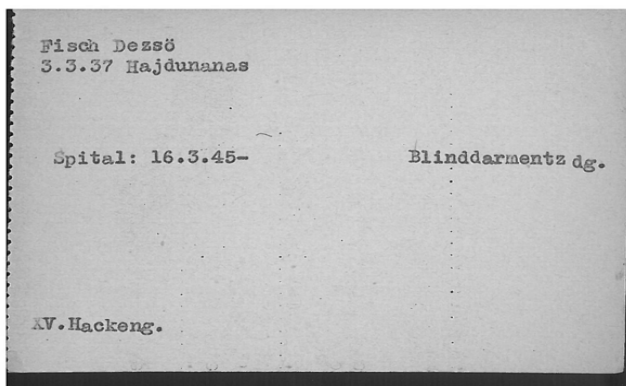 Fisch Dezsö
3.3.37 Hajdunanas
Spital: 16.3.45- Blinddarmentz dg.
XV.Hackeng.